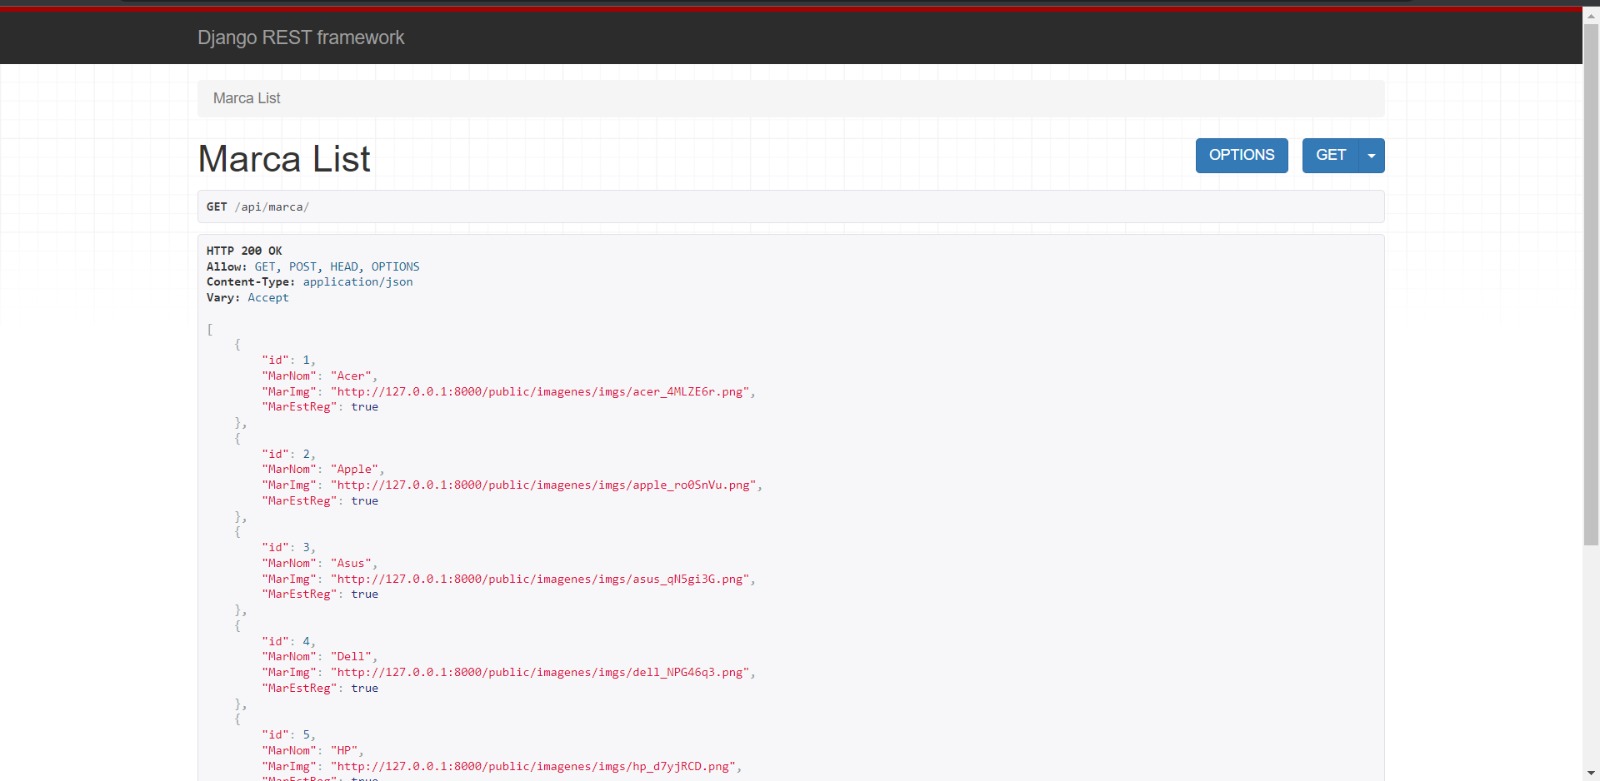 Django REST framework
Marca List
Marca List
OPTIONS
GET
GET /api/marca/
HTTP 200 OK
Allow: GET, POST, HEAD, OPTIONS
Content-Type: application/json
Vary: Accept
[
{
"id": 1,
"MarNom": "Acer",
"MarImg": "http://127.0.0.1:8000/public/imagenes/imgs/acer_4MLZE6r.png",
"MarEstReg": true
},
{
"id": 2,
"MarNom": "Apple",
"MarImg": "http://127.0.0.1:8000/public/imagenes/imgs/apple_ro0SnVu.png",
"MarEstReg": true
},
{
"id": 3,
"MarNom": "Asus",
"MarImg": "http://127.0.0.1:8000/public/imagenes/imgs/asus_qN5gi3G.png",
"MarEstReg": true
},
{
"id": 4,
"MarNom": "Dell",
"MarImg": "http://127.0.0.1:8000/public/imagenes/imgs/dell_NPG46q3.png",
"MarEstReg": true
},
{
"id": 5,
"MarNom": "HP",
"MarImg": "http://127.0.0.1:8000/public/imagenes/imgs/hp_d7yjRCD.png",
"MarEstReg": true